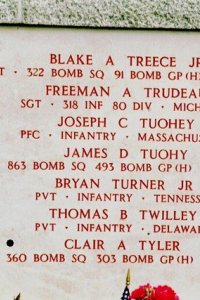 BLAKE A TREECE JR
T · 322 BOMB SQ 91 BOMB GP(H)
FREEMAN A TRUDEAU
SGT · 318 INF 80 DIV · MICH
JOSEPH C TUOHEY
PFC · INFANTRY · MASSACHUS
JAMES D TUOHY
863 BOMB SQ 493 BOMB GP(H)
BRYAN TURNER JR
PVT · INFANTRY · TENNESS
THOMAS B TWILLEY
PVT · INFANTRY · DELAWAR
CLAIR A TYLER
360 BOMB SQ 303 BOMB GP(H)